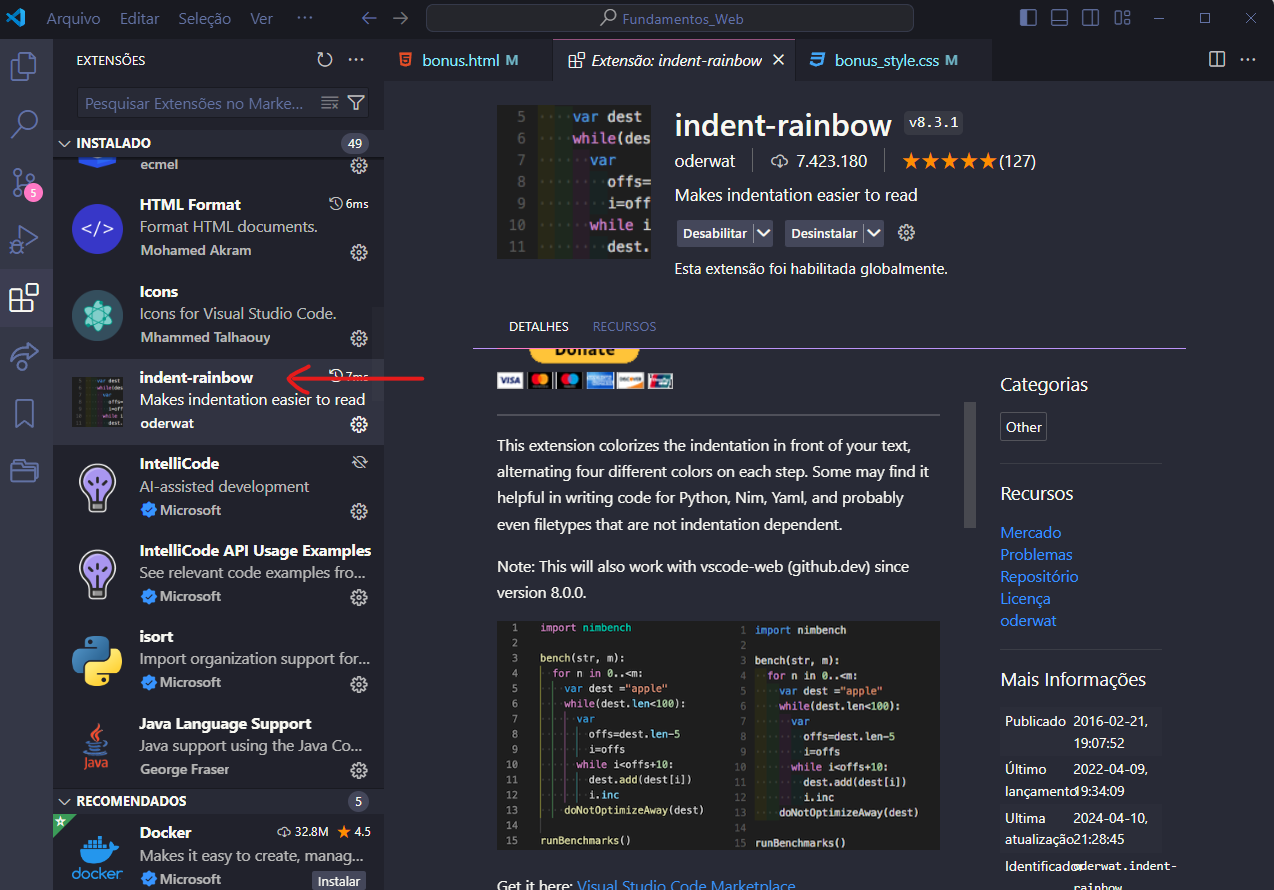 Arquivo Editar Seleção Ver ···
Fundamentos_Web
EXTENSÕES
Pesquisar Extensões no Marke...
INSTALADO 49
ecmel
HTML Format 6ms
Format HTML documents.
Mohamed Akram
Icons
Icons for Visual Studio Code.
Mhammed Talhaouy
indent-rainbow 7ms
Makes indentation easier to read
oderwat
IntelliCode
AI-assisted development
Microsoft
IntelliCode API Usage Examples
See relevant code examples fro...
Microsoft
isort
Import organization support for...
Microsoft
Java Language Support
Java support using the Java Co...
George Fraser
RECOMENDADOS 5
Docker 32.8M 4.5
Makes it easy to create, manag...
Microsoft Instalar
5
bonus.html M
Extensão: indent-rainbow
bonus_style.css M
5 var dest
6 while(des
7 var
8 offs=
9 i=off
10 while i
11 dest.
indent-rainbow v8.3.1
oderwat 7.423.180 (127)
Makes indentation easier to read
Desabilitar Desinstalar
Esta extensão foi habilitada globalmente.
DETALHES RECURSOS
Donate
VISA
This extension colorizes the indentation in front of your text,
alternating four different colors on each step. Some may find it
helpful in writing code for Python, Nim, Yaml, and probably
even filetypes that are not indentation dependent.
Note: This will also work with vscode-web (github.dev) since
version 8.0.0.
1 import nimbench
2
3 bench(str, m):
4 for n in 0..<m:
5 var dest ="apple"
6 while(dest.len<100):
7 var
8 offs=dest.len-5
9 i=offs
10 while i<offs+10:
11 dest.add(dest[i])
12 i.inc
13 doNotOptimizeAway(dest)
14
15 runBenchmarks()
1 import nimbench
2
3 bench(str, m):
4 for n in 0..<m:
5 var dest ="apple"
6 while(dest.len<100):
7 var
8 offs=dest.len-5
9 i=offs
10 while i<offs+10:
11 dest.add(dest[i])
12 i.inc
13 doNotOptimizeAway(dest)
14
15 runBenchmarks()
Get it here: Visual Studio Code Marketplace
Categorias
Other
Recursos
Mercado
Problemas
Repositório
Licença
oderwat
Mais Informações
Publicado 2016-02-21,
19:07:52
Último 2022-04-09,
lançamento 19:34:09
Ultima 2024-04-10,
atualização 21:28:45
Identificador oderwat.indent-
rainbow